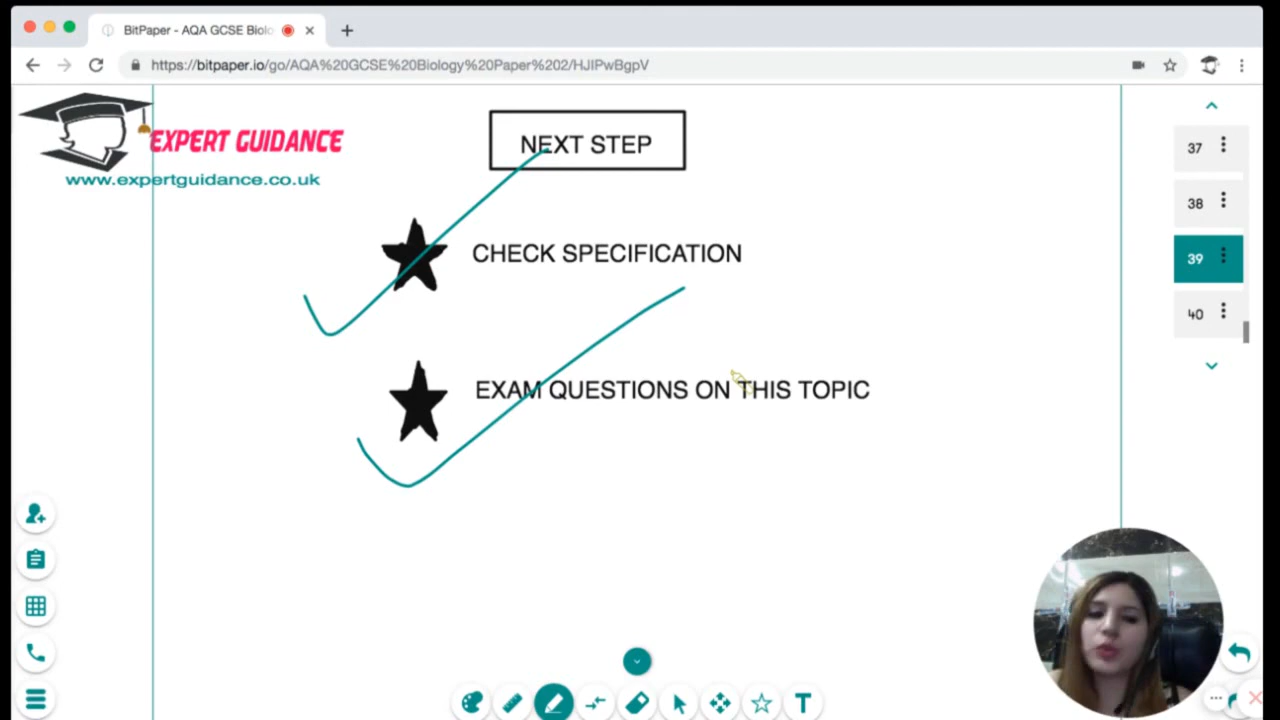 BitPaper - AQA GCSE Biolo
https://bitpaper.io/go/AQA%20GCSE%20Biology%20Paper%202/HJIPwBgpV
EXPERT GUIDANCE
www.expertguidance.co.uk
NEXT STEP
CHECK SPECIFICATION
EXAM QUESTIONS ON THIS TOPIC
37
38
39
40
T